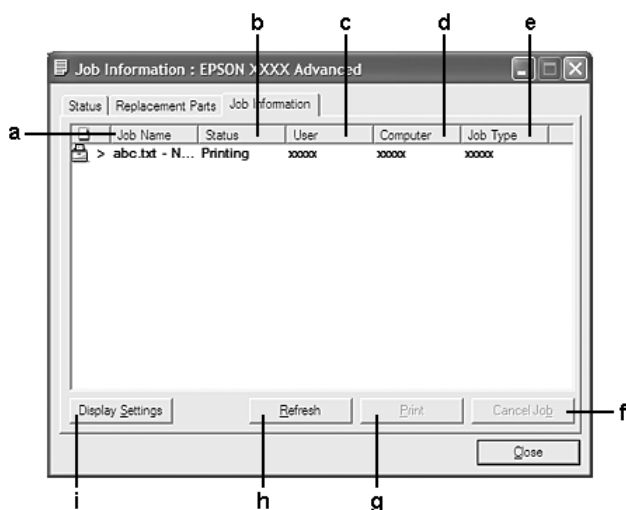 b c d e
Job Information : EPSON XXXX Advanced
Status Replacement Parts Job Information
a Job Name Status User Computer Job Type
> abc.txt - N... Printing xxxxx xxxxx xxxxx
Display Settings Refresh Print Cancel Job f
Close
i h g